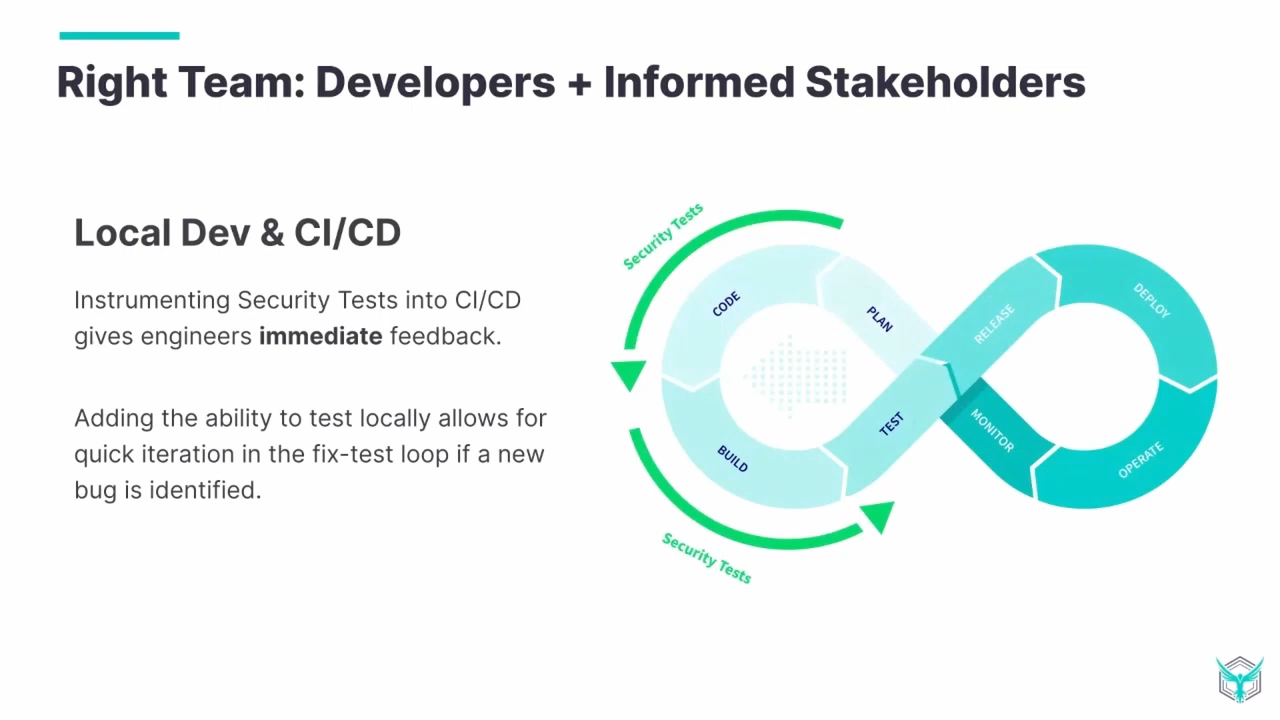 Right Team: Developers + Informed Stakeholders
Local Dev & CI/CD
Instrumenting Security Tests into CI/CD
gives engineers immediate feedback.
Adding the ability to test locally allows for
quick iteration in the fix-test loop if a new
bug is identified.
Security Tests
CODE
PLAN
BUILD
TEST
RELEASE
DEPLOY
OPERATE
MONITOR
Security Tests